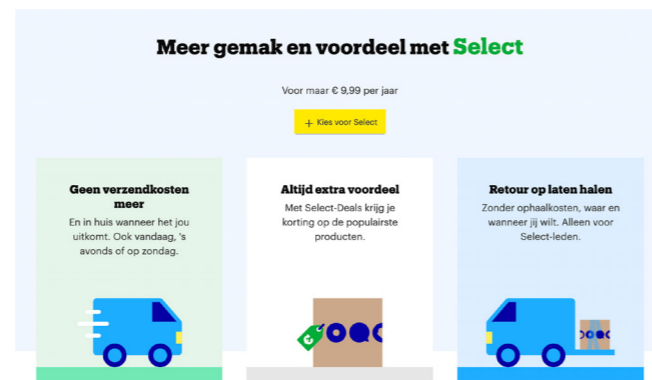 Meer gemak en voordeel met Select
Voor maar € 9,99 per jaar
+ Kies voor Select
Geen verzendkosten
meer
En in huis wanneer het jou
uitkomt. Ook vandaag, 's
avonds of op zondag.
Altijd extra voordeel
Met Select-Deals krijg je
korting op de populairste
producten.
Retour op laten halen
Zonder ophaalkosten, waar en
wanneer jij wilt. Alleen voor
Select-leden.
€